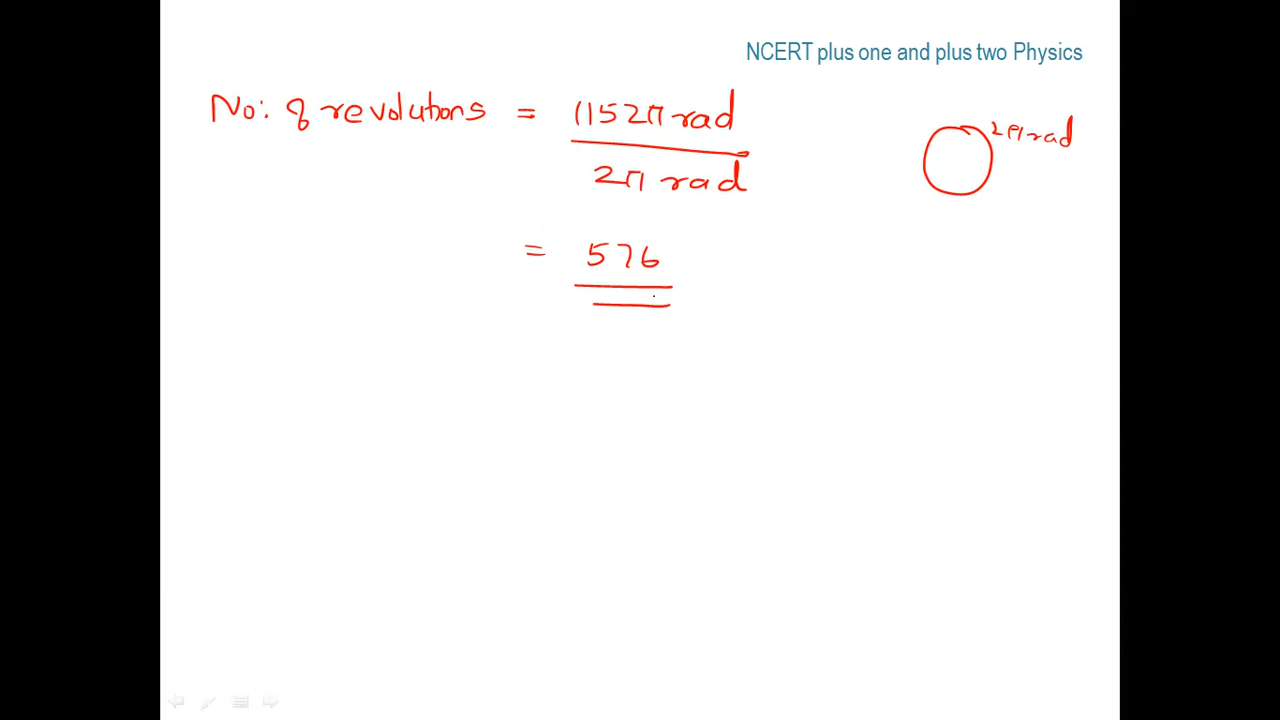 NCERT plus one and plus two Physics
No: of revolutions = 1152π rad
2π rad
= 576
2π rad